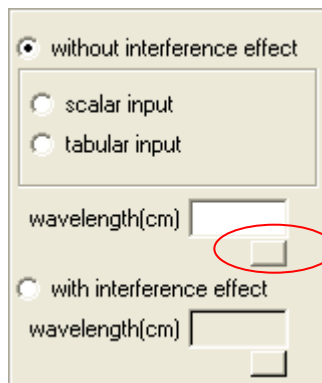 without interference effect
scalar input
tabular input
wavelength(cm)
with interference effect
wavelength(cm)